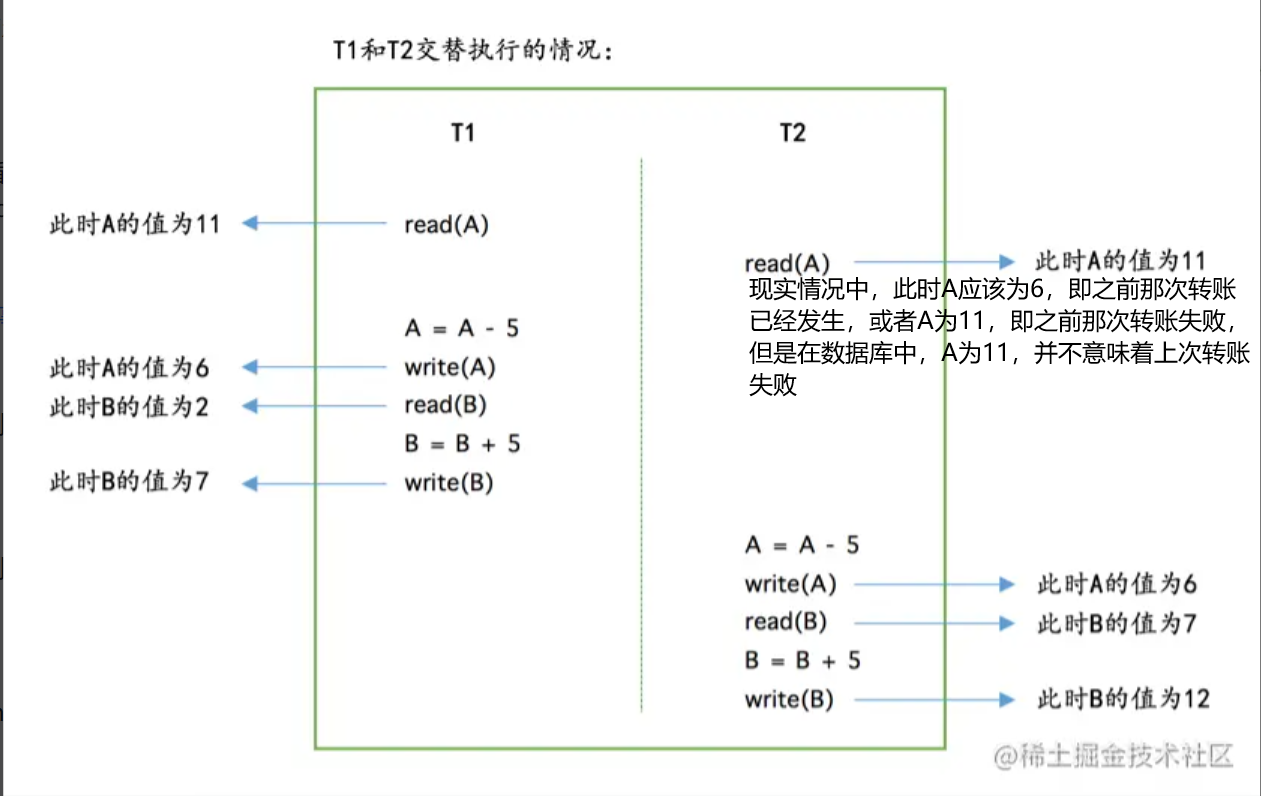 T1和T2交替执行的情况：
T1 T2
此时A的值为11 read(A)
read(A) 此时A的值为11
现实情况中，此时A应该为6，即之前那次转账
已经发生，或者A为11，即之前那次转账失败，
但是在数据库中，A为11，并不意味着上次转账
失败
A = A - 5
此时A的值为6 write(A)
此时B的值为2 read(B)
B = B + 5
此时B的值为7 write(B)
A = A - 5
write(A) 此时A的值为6
read(B) 此时B的值为7
B = B + 5
write(B) 此时B的值为12
@稀土掘金技术社区